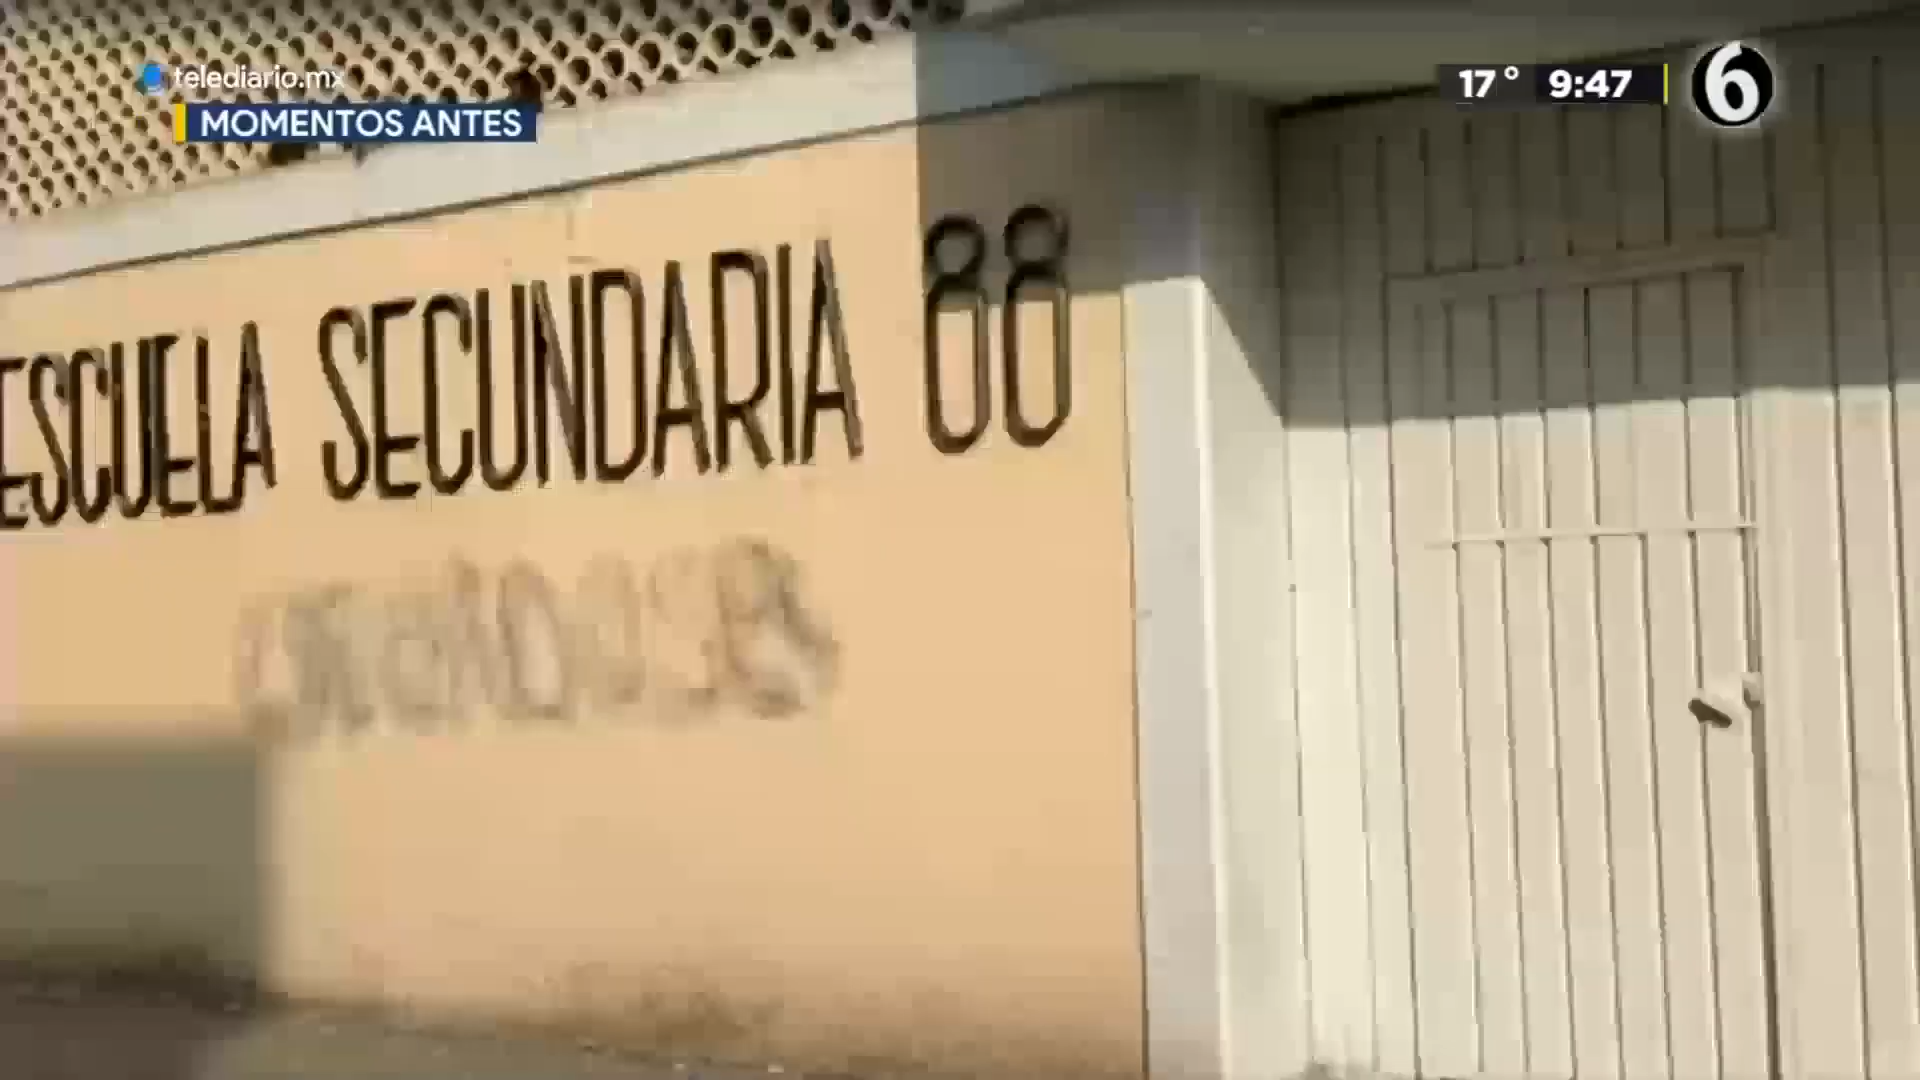 telediario.mx
MOMENTOS ANTES
17° 9:47
6
ESCUELA SECUNDARIA 88